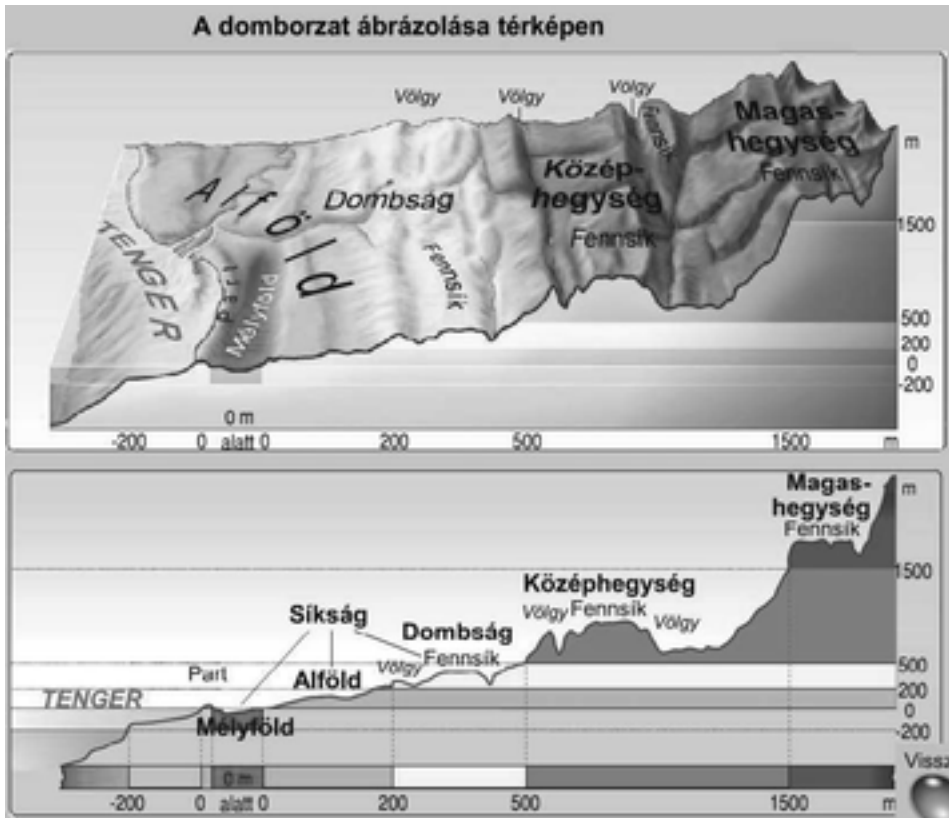 A domborzat ábrázolása térképen
Völgy
Völgy
Völgy
Magas-
hegység
Fennsík
Fennsík
Közép-
hegység
Fennsík
Dombság
Fennsík
Alföld
TENGER
Part
Mélyföld
m
1500
500
200
0
-200
0 m
-200 0 alatt 0 200 500 1500 m
Magas-
hegység
Fennsík
m
1500
Középhegység
Völgy Fennsík Völgy
Síkság
Dombság
Fennsík
Völgy
Part
Alföld
TENGER
Mélyföld
500
200
0
-200
Vissz
0 m
-200 0 alatt 0 200 500 1500 m